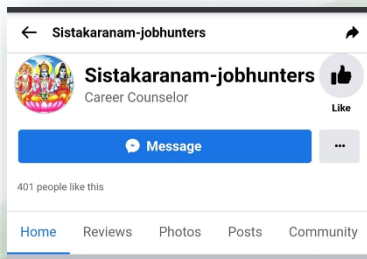 Sistakaranam-jobhunters
Sistakaranam-jobhunters
Career Counselor
Like
Message
401 people like this
Home Reviews Photos Posts Community